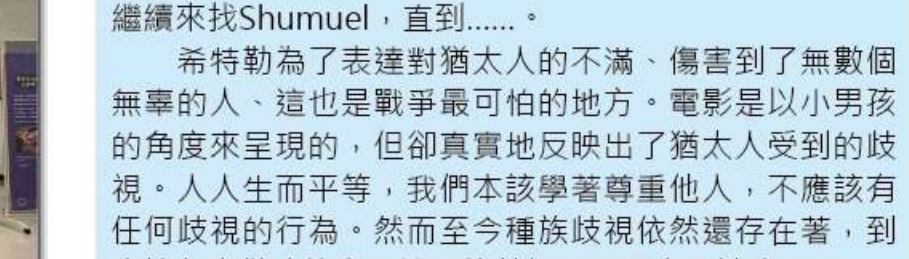 繼續來找Shumuel，直到......。
希特勒為了表達對猶太人的不滿、傷害到了無數個
無辜的人、這也是戰爭最可怕的地方。電影是以小男孩
的角度來呈現的，但卻真實地反映出了猶太人受到的歧
視。人人生而平等，我們本該學著尊重他人，不應該有
任何歧視的行為。然而至今種族歧視依然還存在著，到